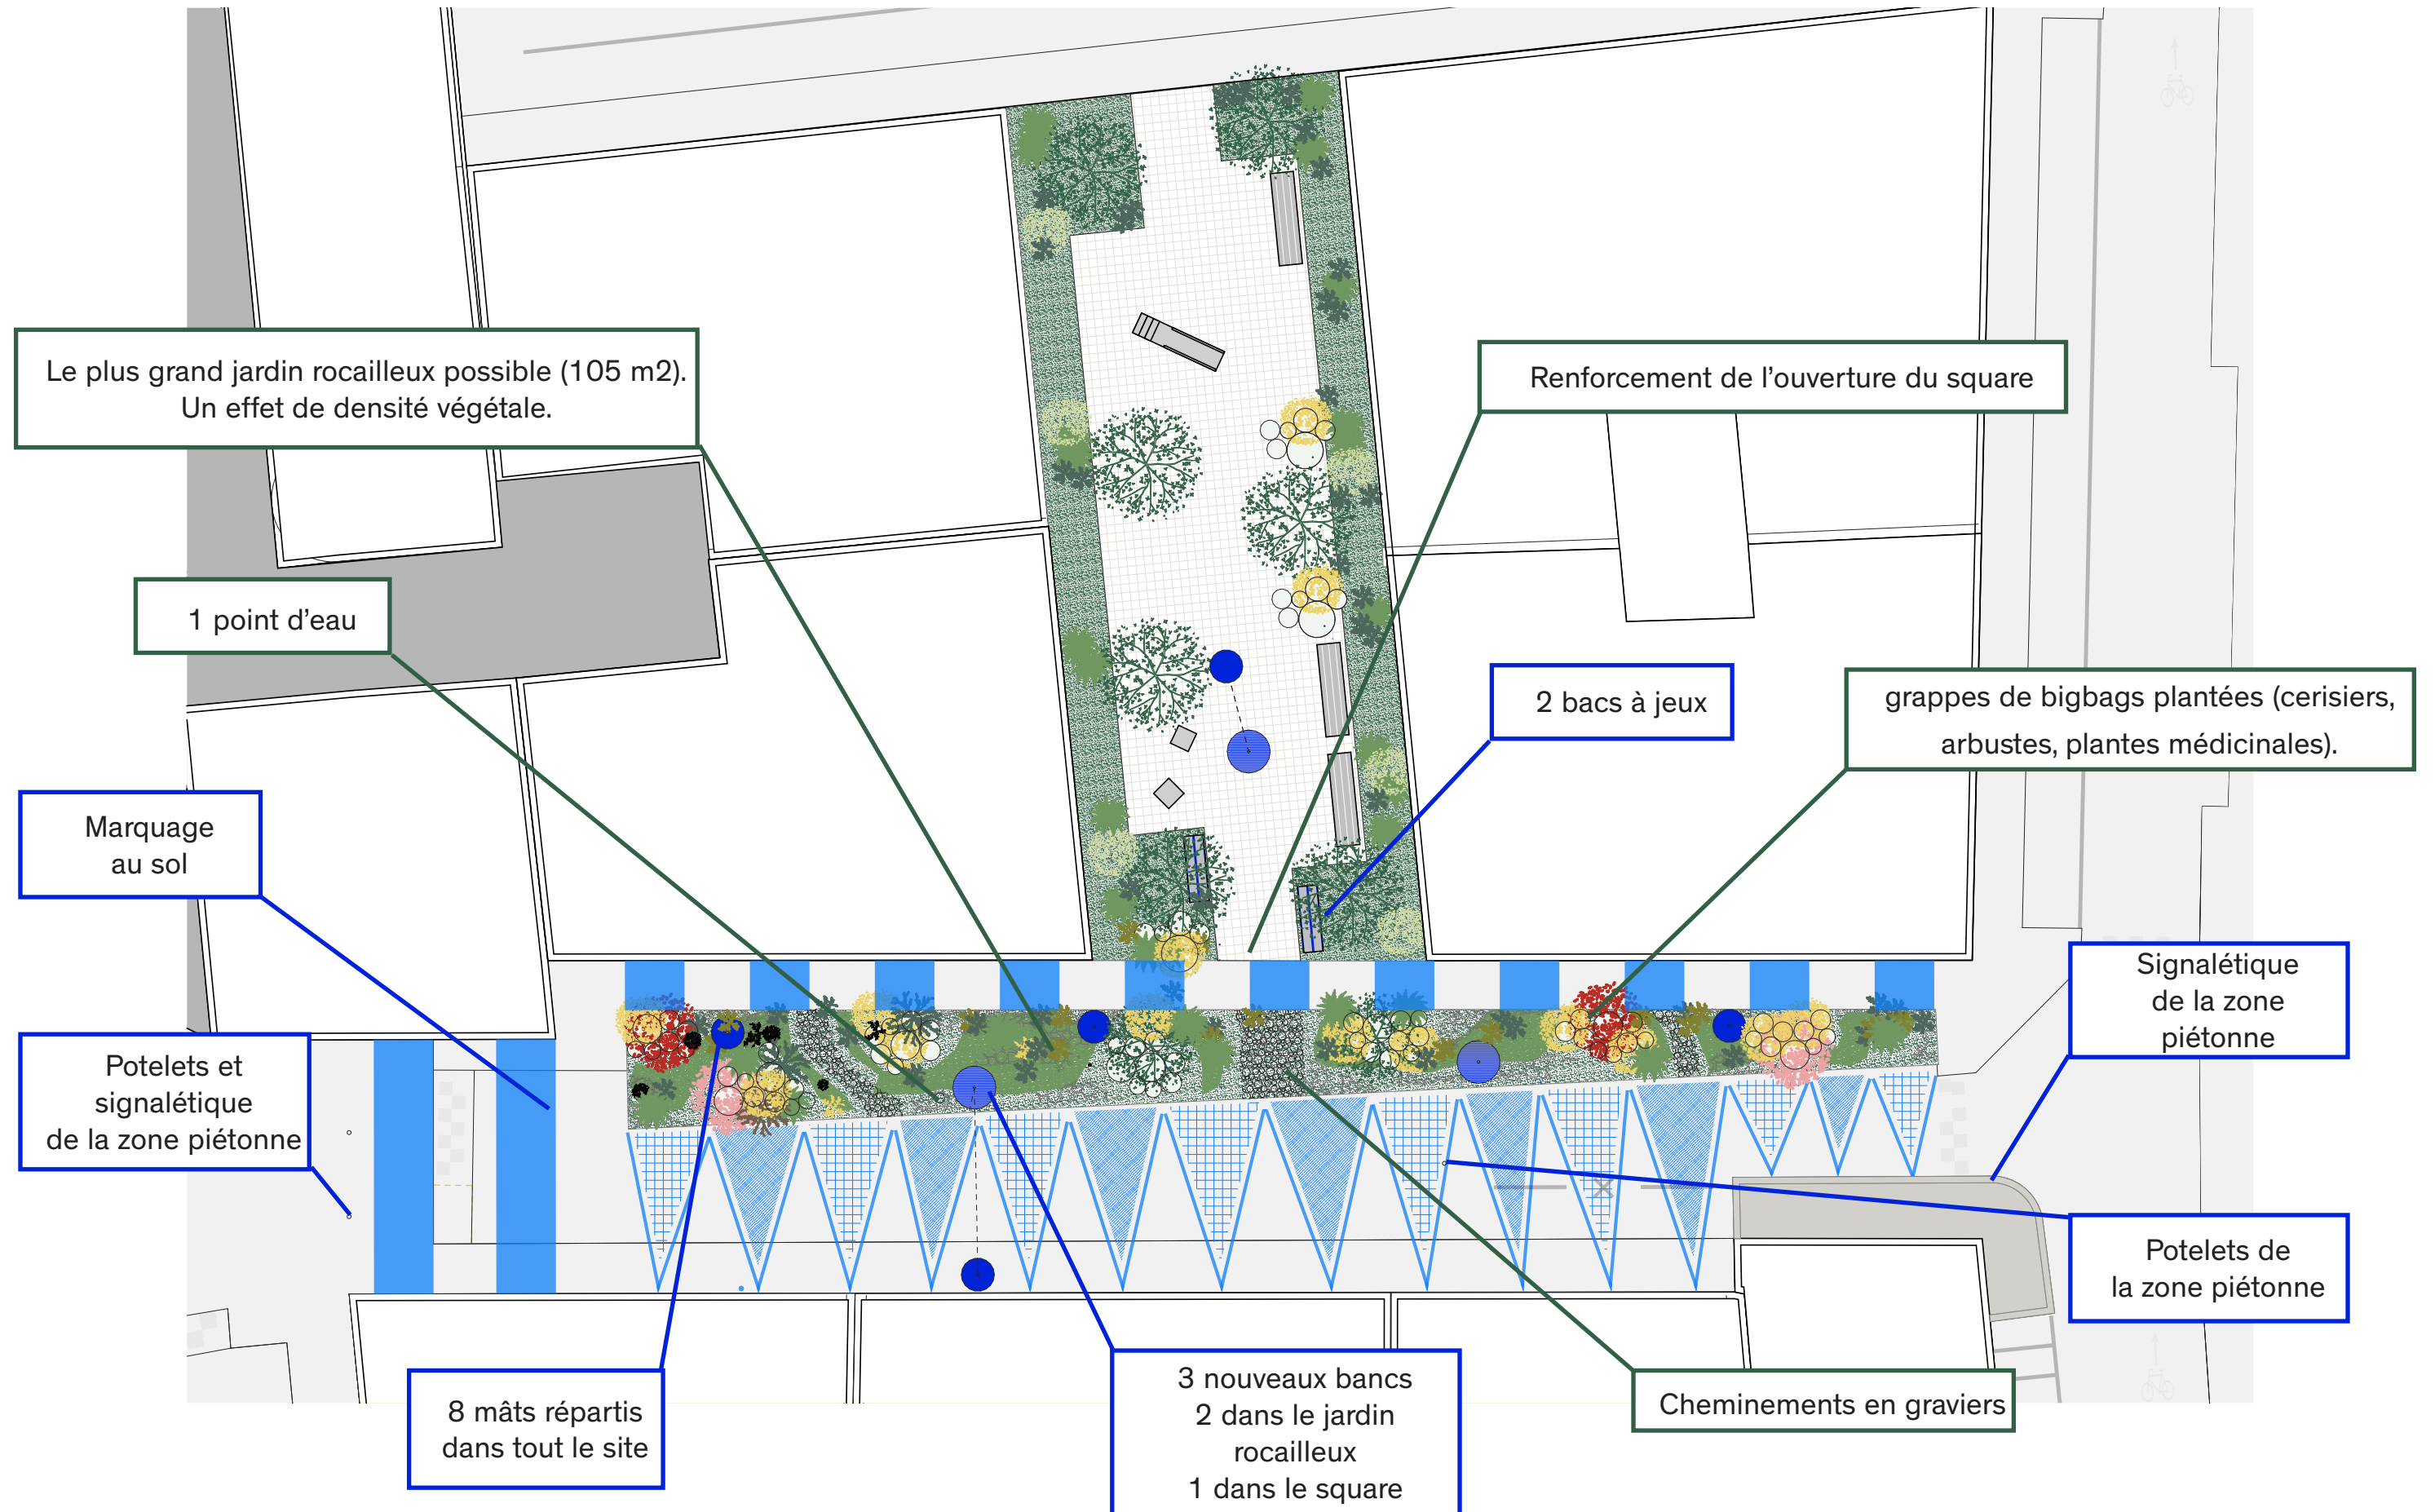 Le plus grand jardin rocailleux possible (105 m2).
Un effet de densité végétale.
Renforcement de l’ouverture du square
1 point d’eau
2 bacs à jeux
grappes de bigbags plantées (cerisiers,
arbustes, plantes médicinales).
Marquage
au sol
Signalétique
de la zone
piétonne
Potelets et
signalétique
de la zone piétonne
Potelets de
la zone piétonne
8 mâts répartis
dans tout le site
3 nouveaux bancs
2 dans le jardin
rocailleux
1 dans le square
Cheminements en graviers